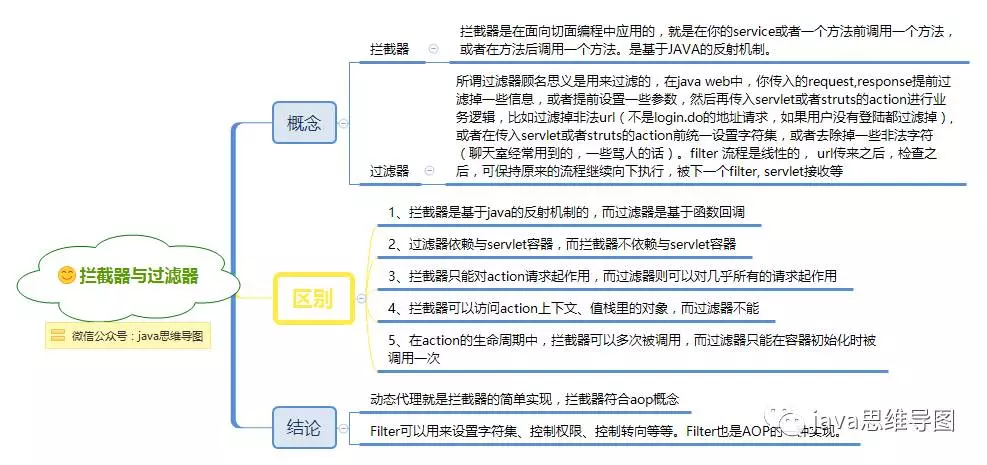 拦截器与过滤器
微信公众号：java思维导图
概念
拦截器
拦截器是在面向切面编程中应用的，就是在你的service或者一个方法前调用一个方法，
或者在方法后调用一个方法。是基于JAVA的反射机制。
过滤器
所谓过滤器顾名思义是用来过滤的，在java web中，你传入的request,response提前过
滤掉一些信息，或者提前设置一些参数，然后再传入servlet或者struts的action进行业
务逻辑，比如过滤掉非法url（不是login.do的地址请求，如果用户没有登陆都过滤掉）,
或者在传入servlet或者struts的action前统一设置字符集，或者去除掉一些非法字符
（聊天室经常用到的，一些骂人的话）。filter 流程是线性的， url传来之后，检查之
后，可保持原来的流程继续向下执行，被下一个filter, servlet接收等
区别
1、拦截器是基于java的反射机制的，而过滤器是基于函数回调
2、过滤器依赖与servlet容器，而拦截器不依赖与servlet容器
3、拦截器只能对action请求起作用，而过滤器则可以对几乎所有的请求起作用
4、拦截器可以访问action上下文、值栈里的对象，而过滤器不能
5、在action的生命周期中，拦截器可以多次被调用，而过滤器只能在容器初始化时被
调用一次
结论
动态代理就是拦截器的简单实现，拦截器符合aop概念
Filter可以用来设置字符集、控制权限、控制转向等等。Filter也是AOP的实现。
java思维导图